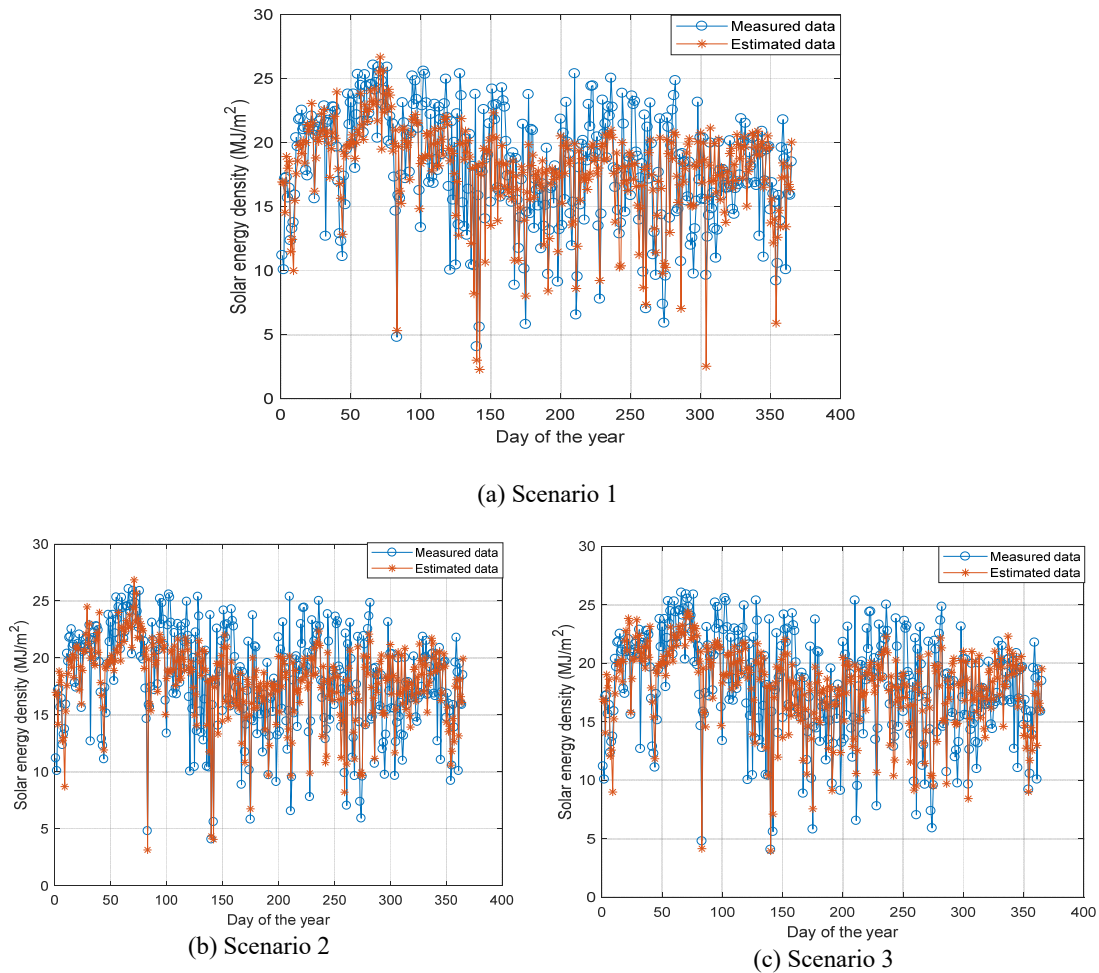 30
25
20
15
10
5
0
Solar energy density (MJ/m²)
Measured data
Estimated data
0 50 100 150 200 250 300 350 400
Day of the year
(a) Scenario 1
30
25
20
15
10
5
0
Solar energy density (MJ/m²)
Measured data
Estimated data
0 50 100 150 200 250 300 350 400
Day of the year
(b) Scenario 2
30
25
20
15
10
5
0
Solar energy density (MJ/m²)
Measured data
Estimated data
0 50 100 150 200 250 300 350 400
Day of the year
(c) Scenario 3